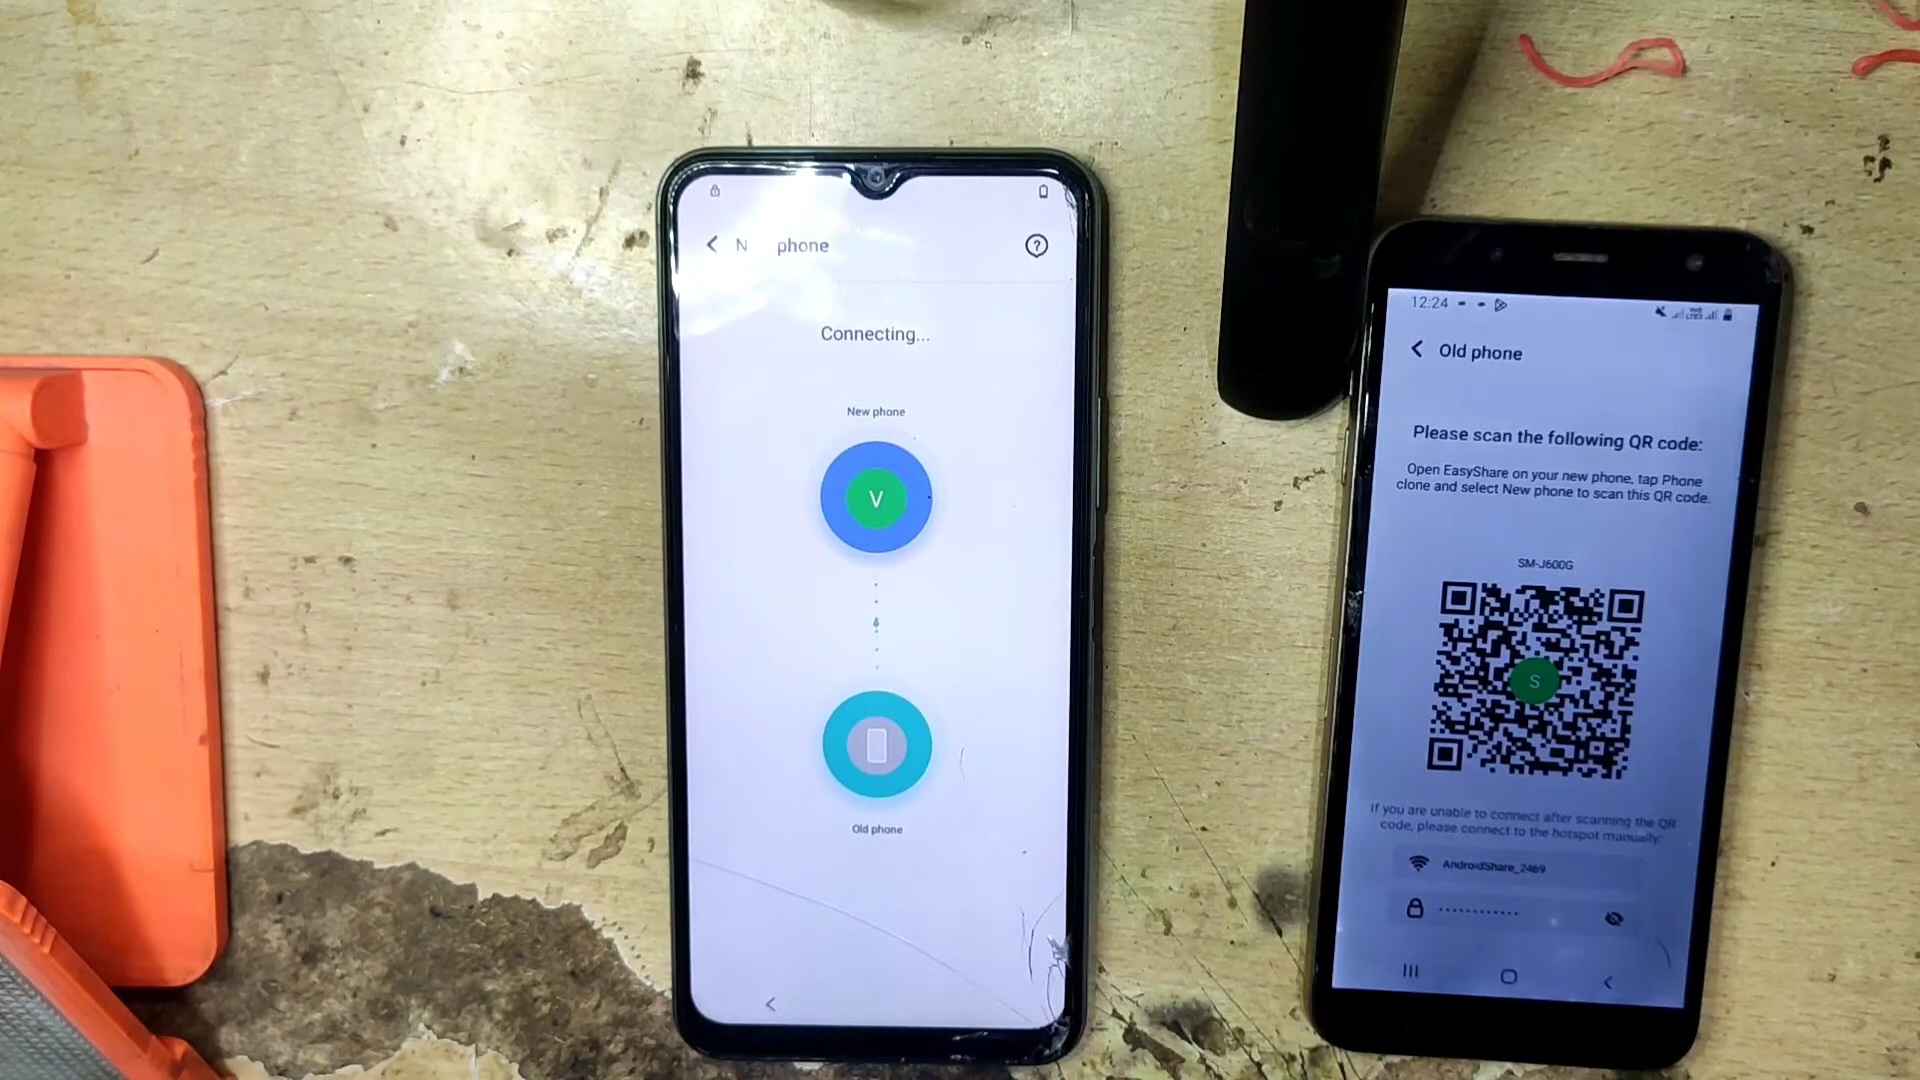 N phone
Connecting...
New phone
V
Old phone
12:24
Old phone
Please scan the following QR code:
Open EasyShare on your new phone, tap Phone
clone and select New phone to scan this QR code.
SM-J600G
S
If you are unable to connect after scanning the QR
code, please connect to the hotspot manually:
AndroidShare_2469